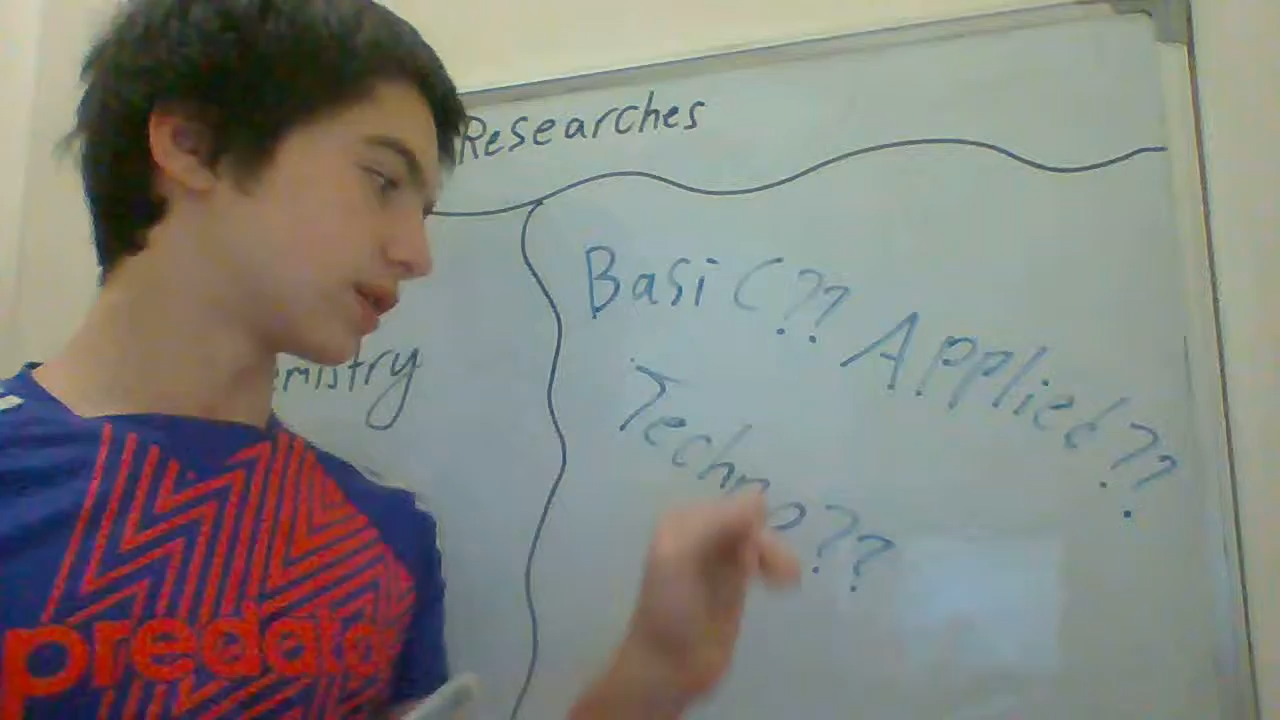 Researches
Basic?? Applied??
emistry
Techno??
predator